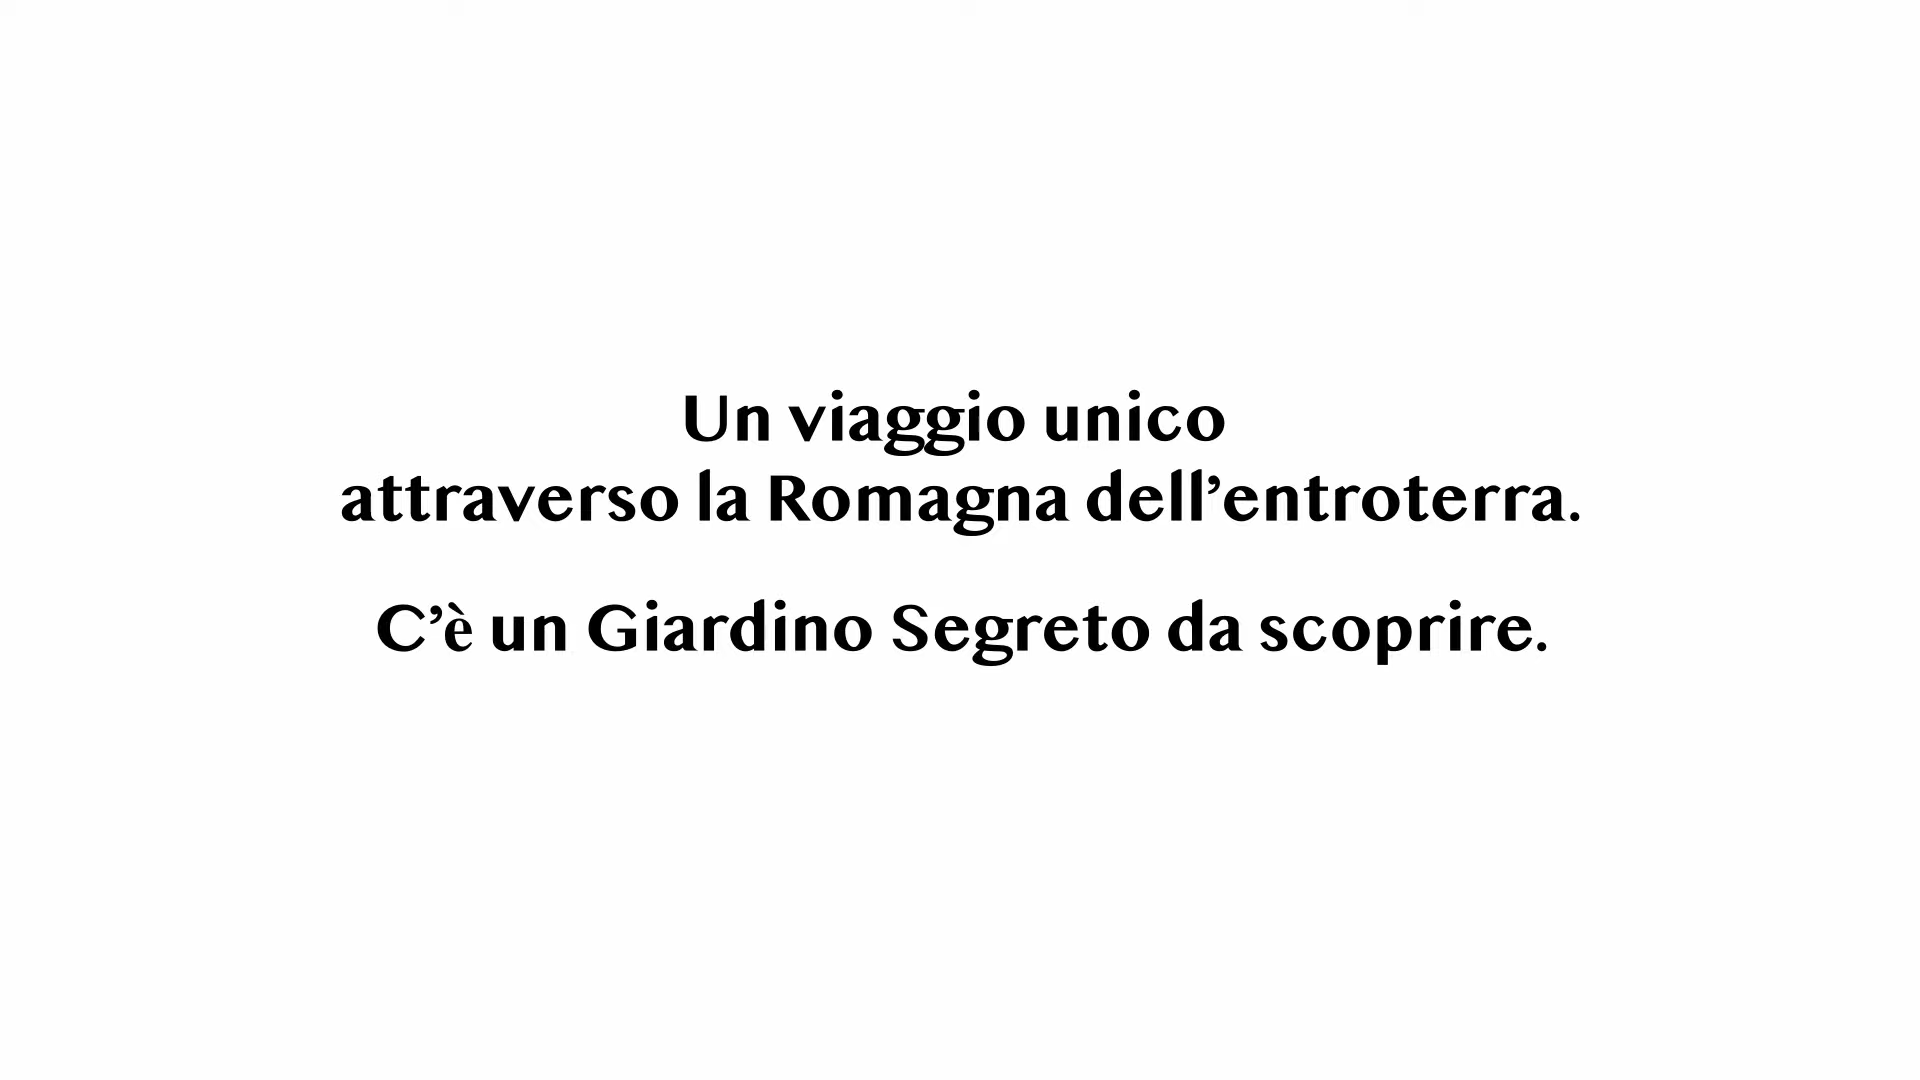 Un viaggio unico
attraverso la Romagna dell’entroterra.
C’è un Giardino Segreto da scoprire.